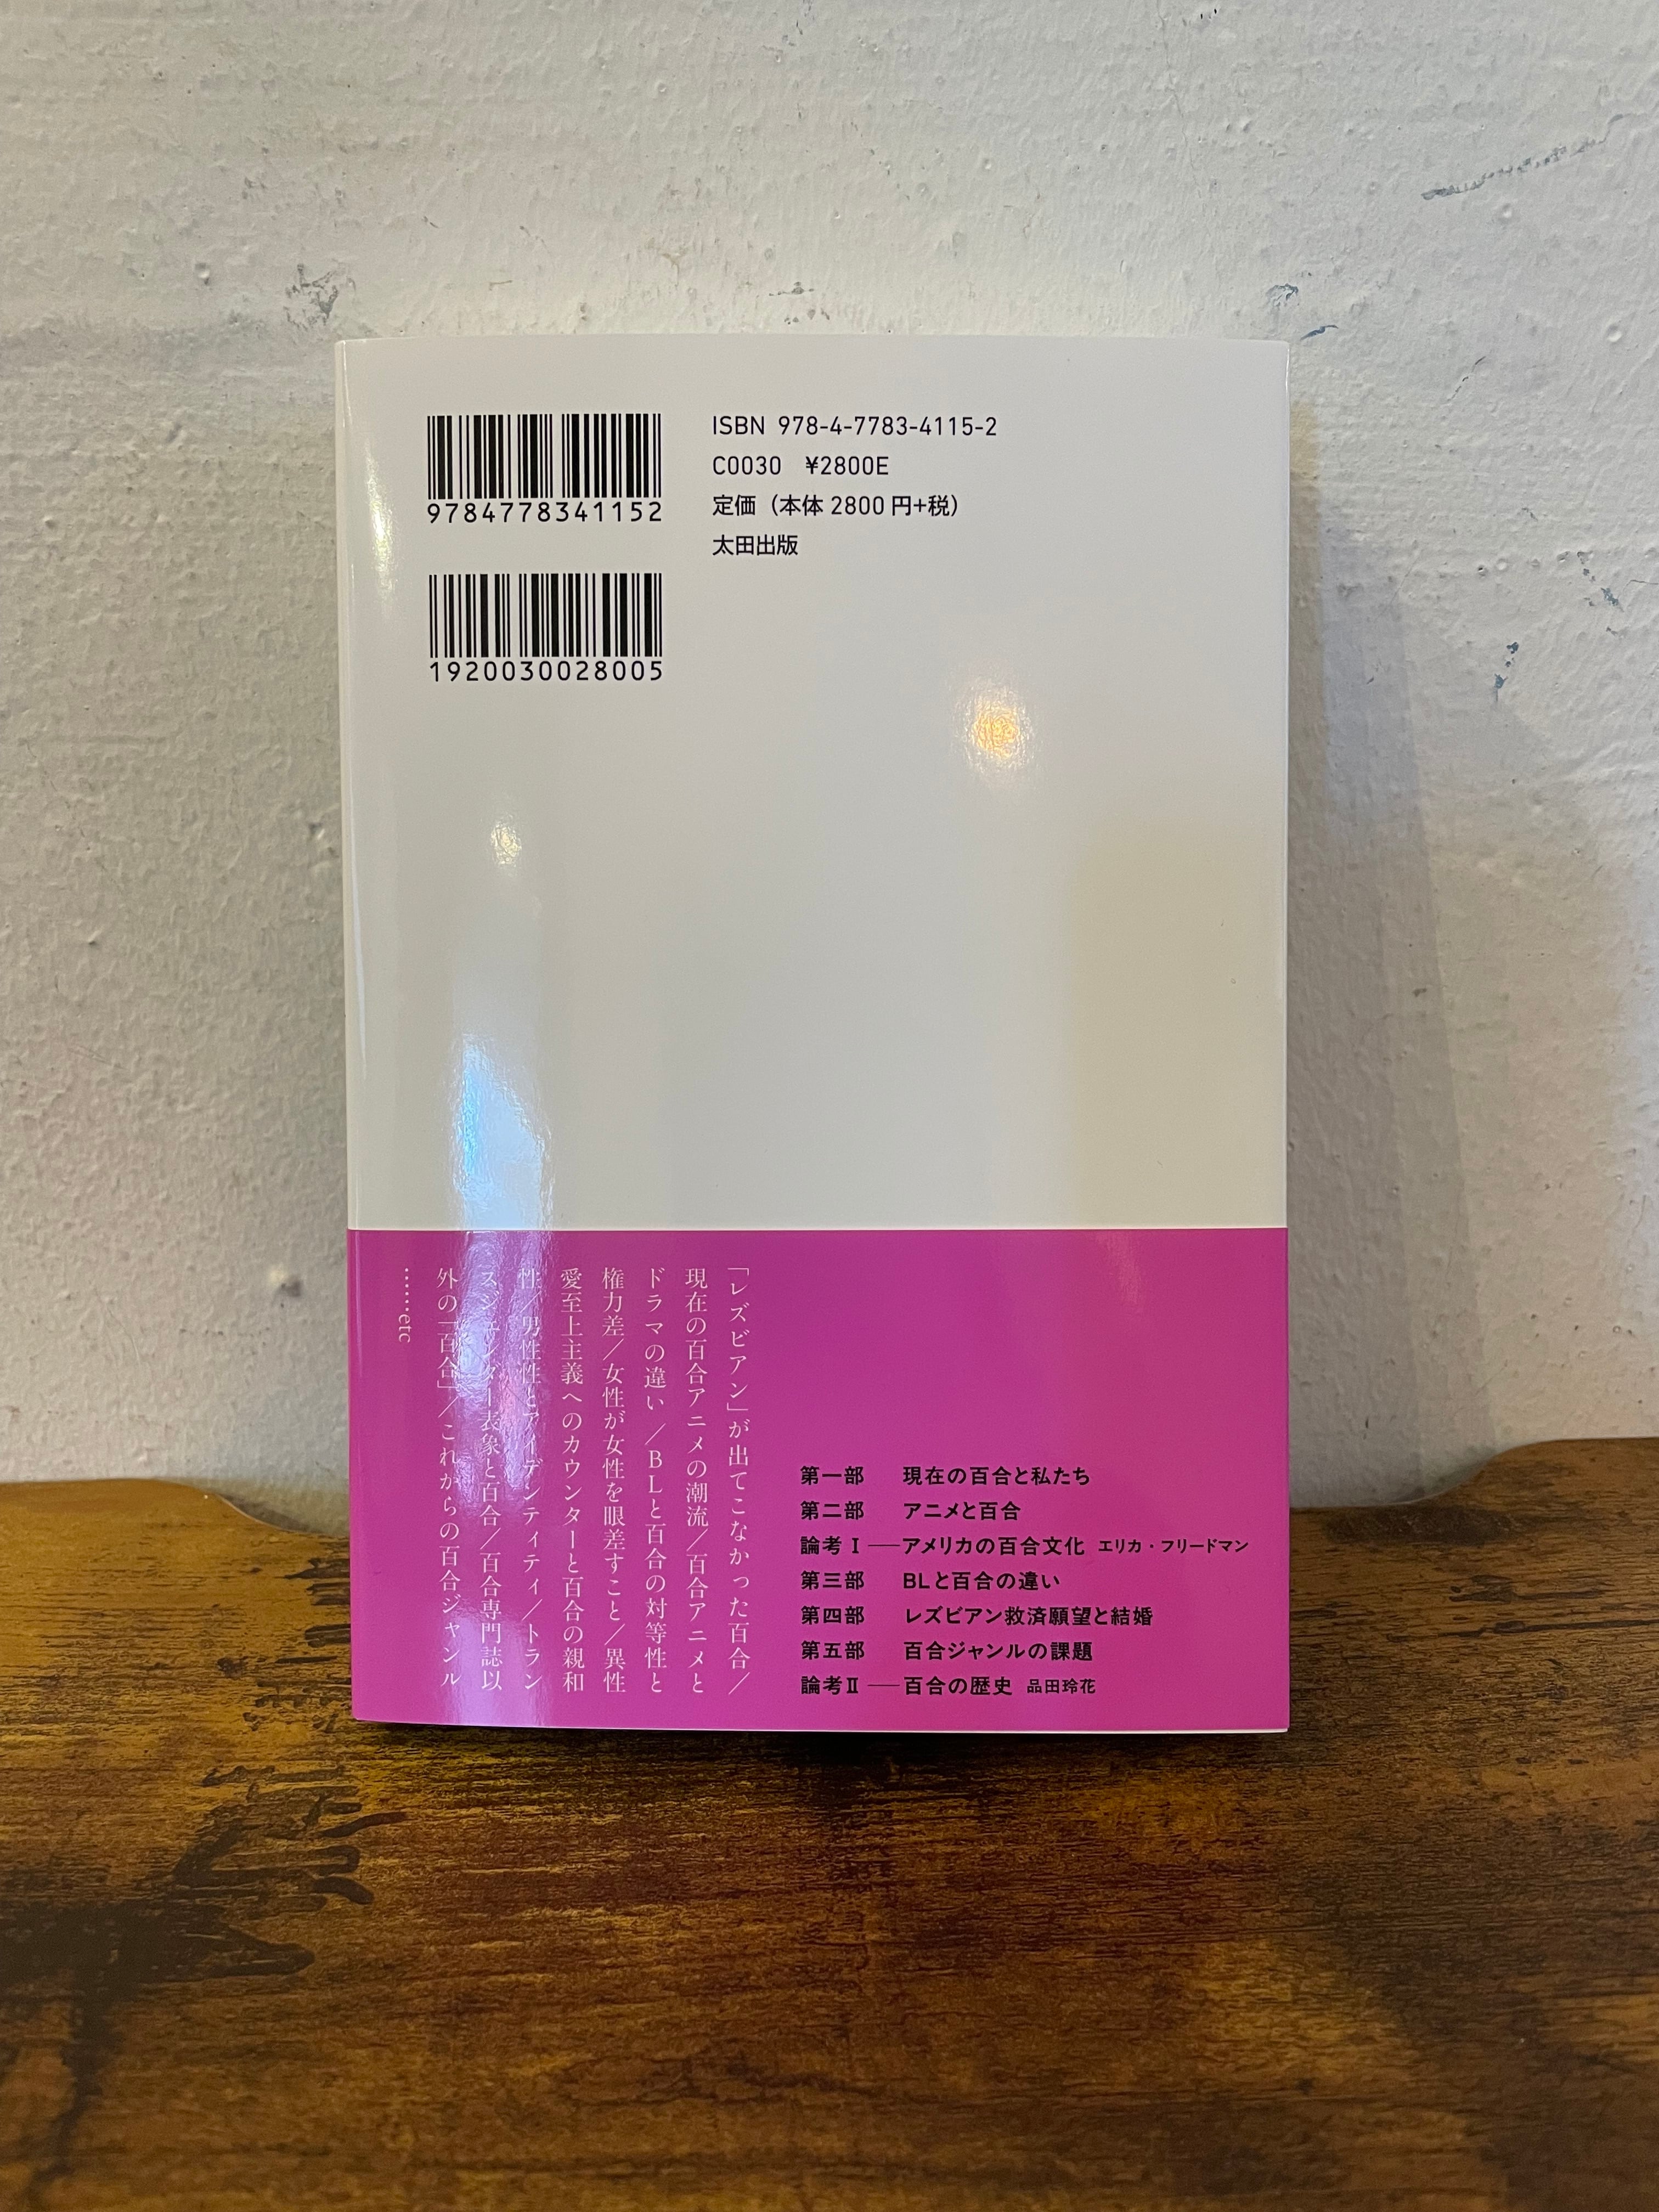 9784778341152
1920030028005
ISBN 978-4-7783-4115-2
C0030 ¥2800E
定価（本体 2800 円+税）
太田出版
「レズビアン」が出てこなかった百合／
現在の百合アニメの潮流／百合アニメと
ドラマの違い／BLと百合の対等性と
権力差／女性が女性を眼差すこと／異性
愛至上主義へのカウンターと百合の親和
性／男性性とアイデンティティ／トラン
スジェンダー表象と百合／百合専門誌以
外の「百合」／これからの百合ジャンル
……etc
第一部 現在の百合と私たち
第二部 アニメと百合
論考Ⅰ──アメリカの百合文化 エリカ・フリードマン
第三部 BLと百合の違い
第四部 レズビアン救済願望と結婚
第五部 百合ジャンルの課題
論考Ⅱ──百合の歴史 品田玲花